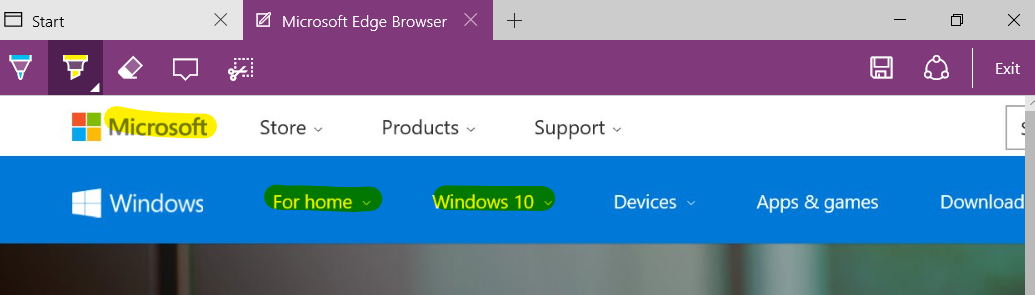 Start Microsoft Edge Browser
Exit
Microsoft Store Products Support
Windows For home Windows 10 Devices Apps & games Download